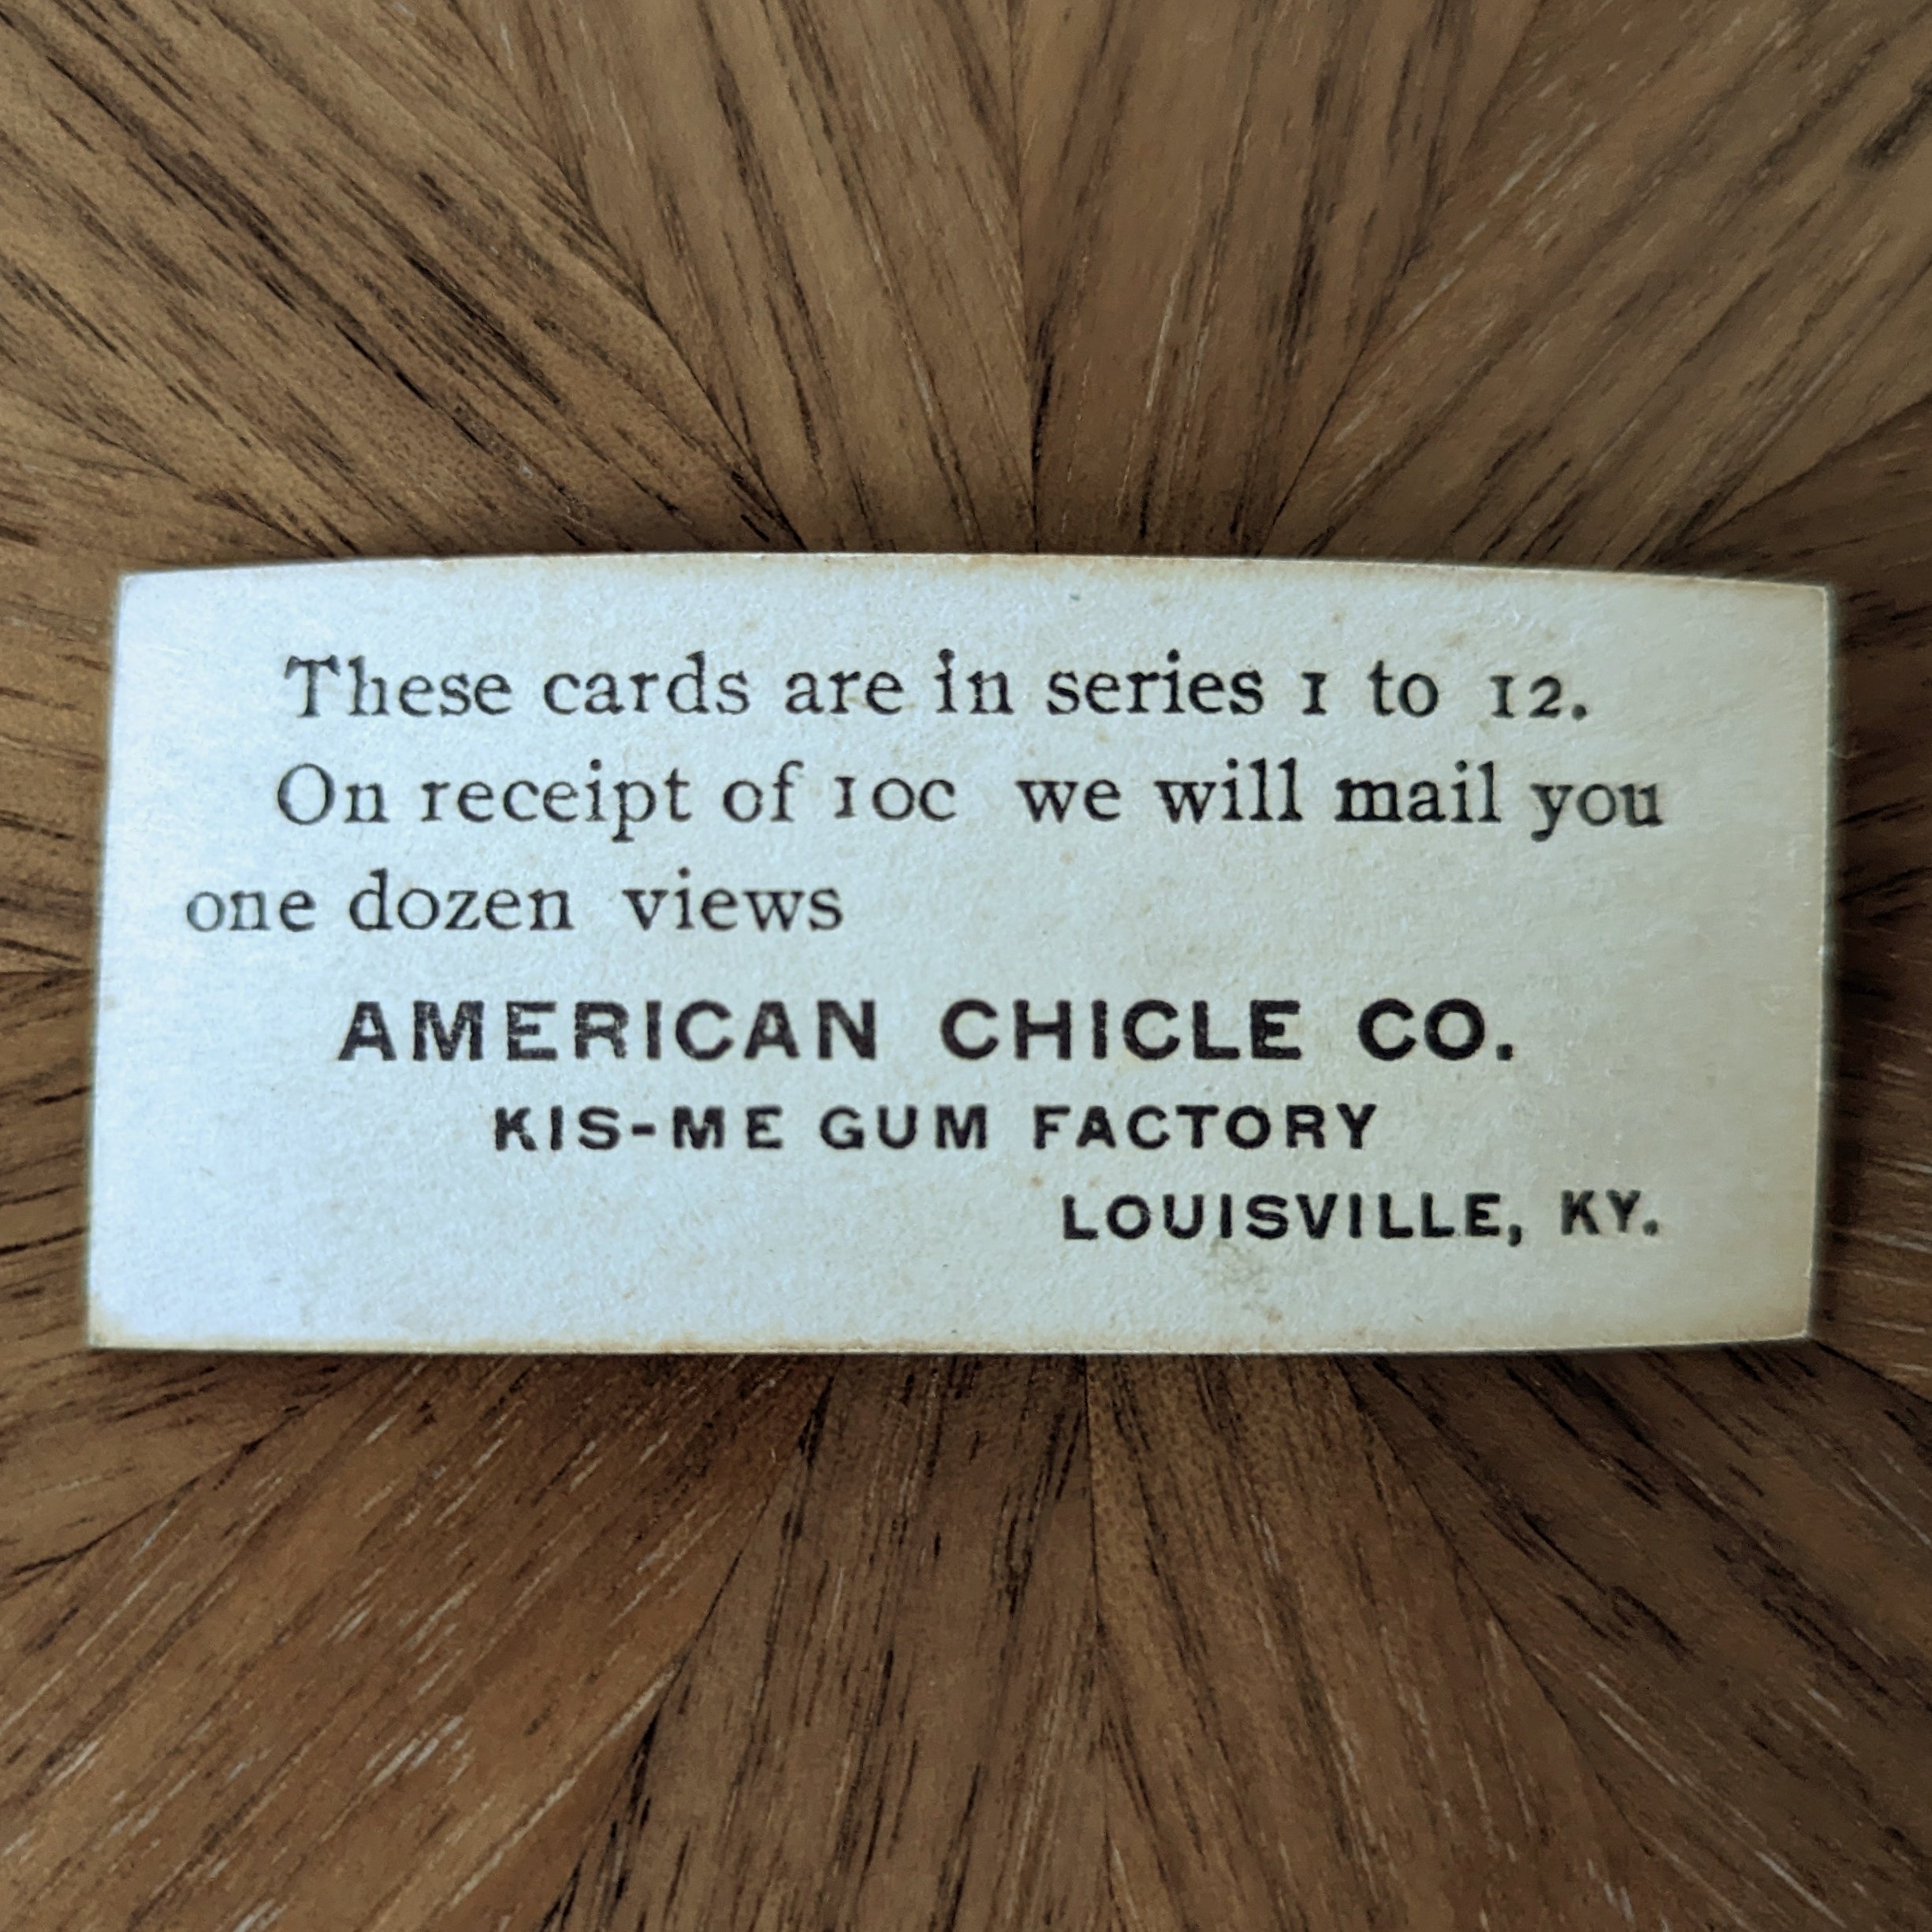 These cards are in series 1 to 12.
On receipt of 10c we will mail you
one dozen views
AMERICAN CHICLE CO.
KIS-ME GUM FACTORY
LOUISVILLE, KY.